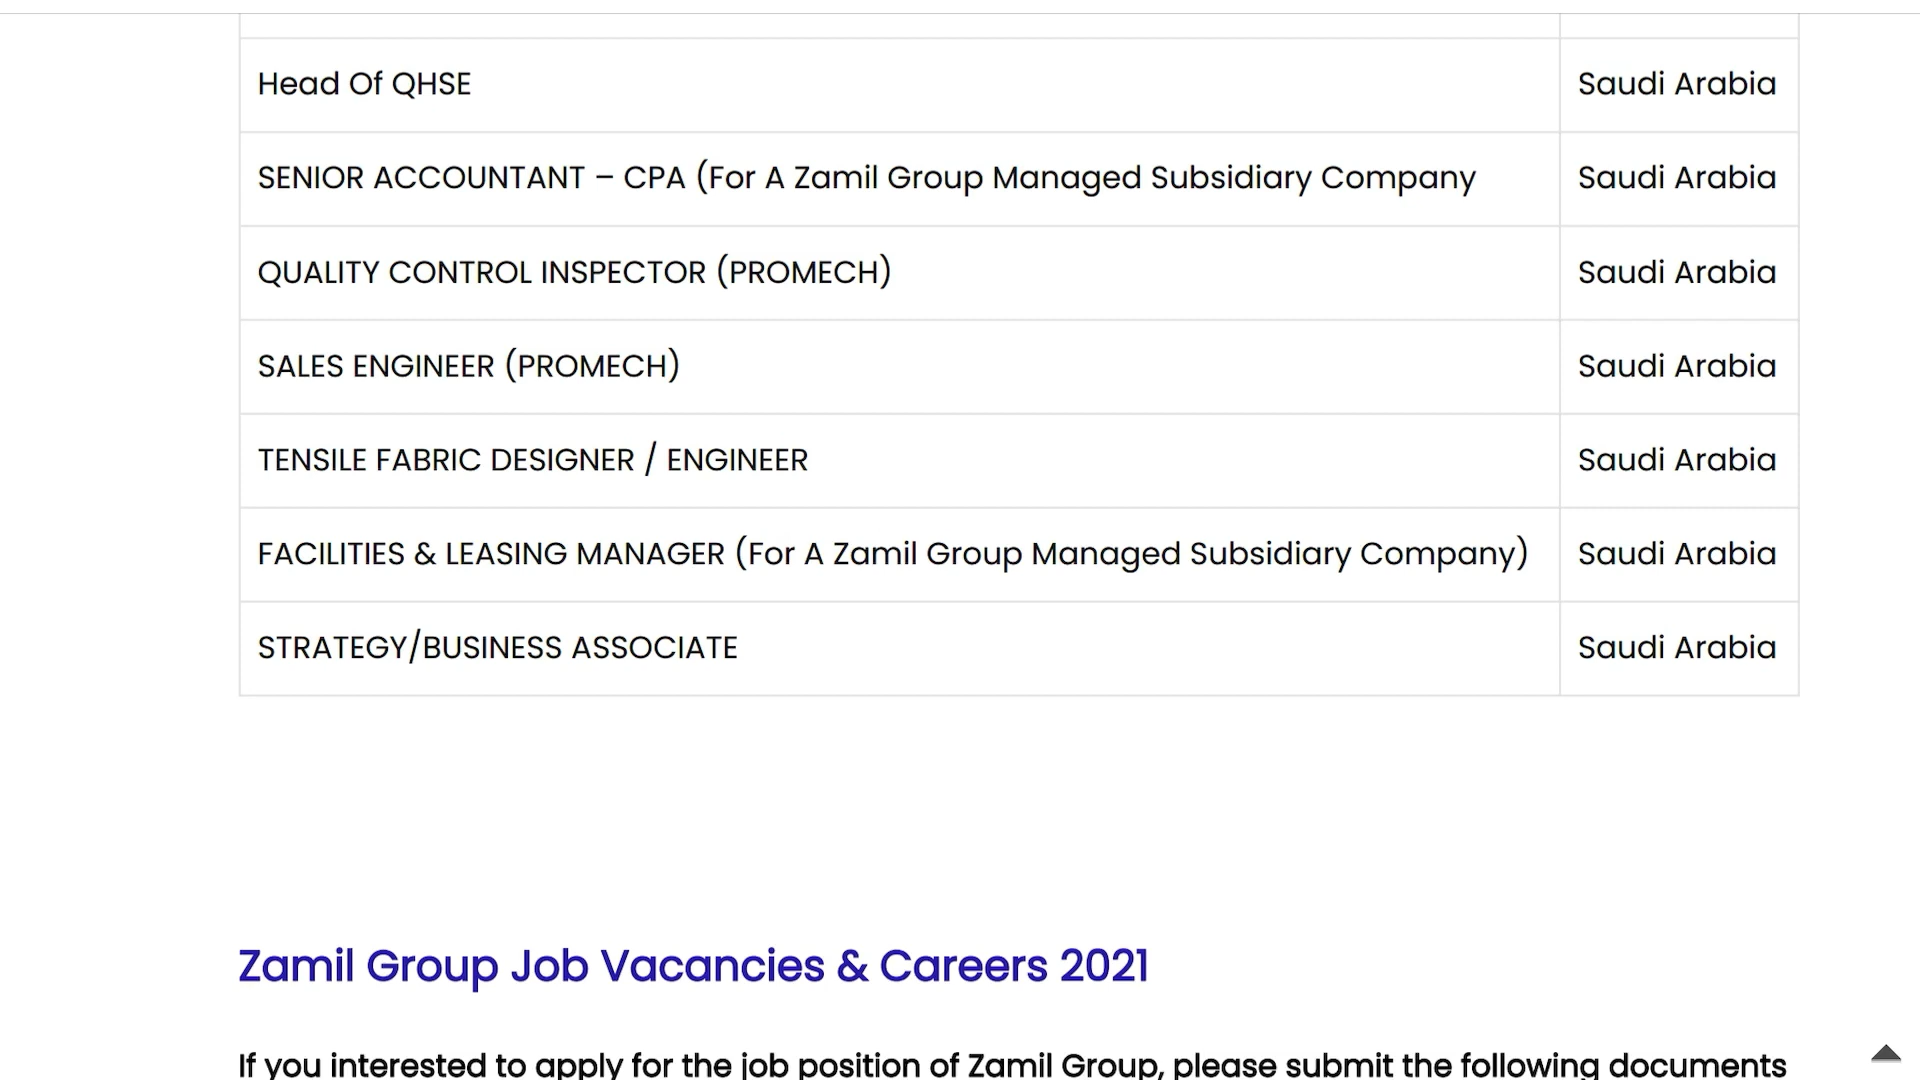 Head Of QHSE Saudi Arabia
SENIOR ACCOUNTANT – CPA (For A Zamil Group Managed Subsidiary Company Saudi Arabia
QUALITY CONTROL INSPECTOR (PROMECH) Saudi Arabia
SALES ENGINEER (PROMECH) Saudi Arabia
TENSILE FABRIC DESIGNER / ENGINEER Saudi Arabia
FACILITIES & LEASING MANAGER (For A Zamil Group Managed Subsidiary Company) Saudi Arabia
STRATEGY/BUSINESS ASSOCIATE Saudi Arabia
Zamil Group Job Vacancies & Careers 2021
If you interested to apply for the job position of Zamil Group, please submit the following documents